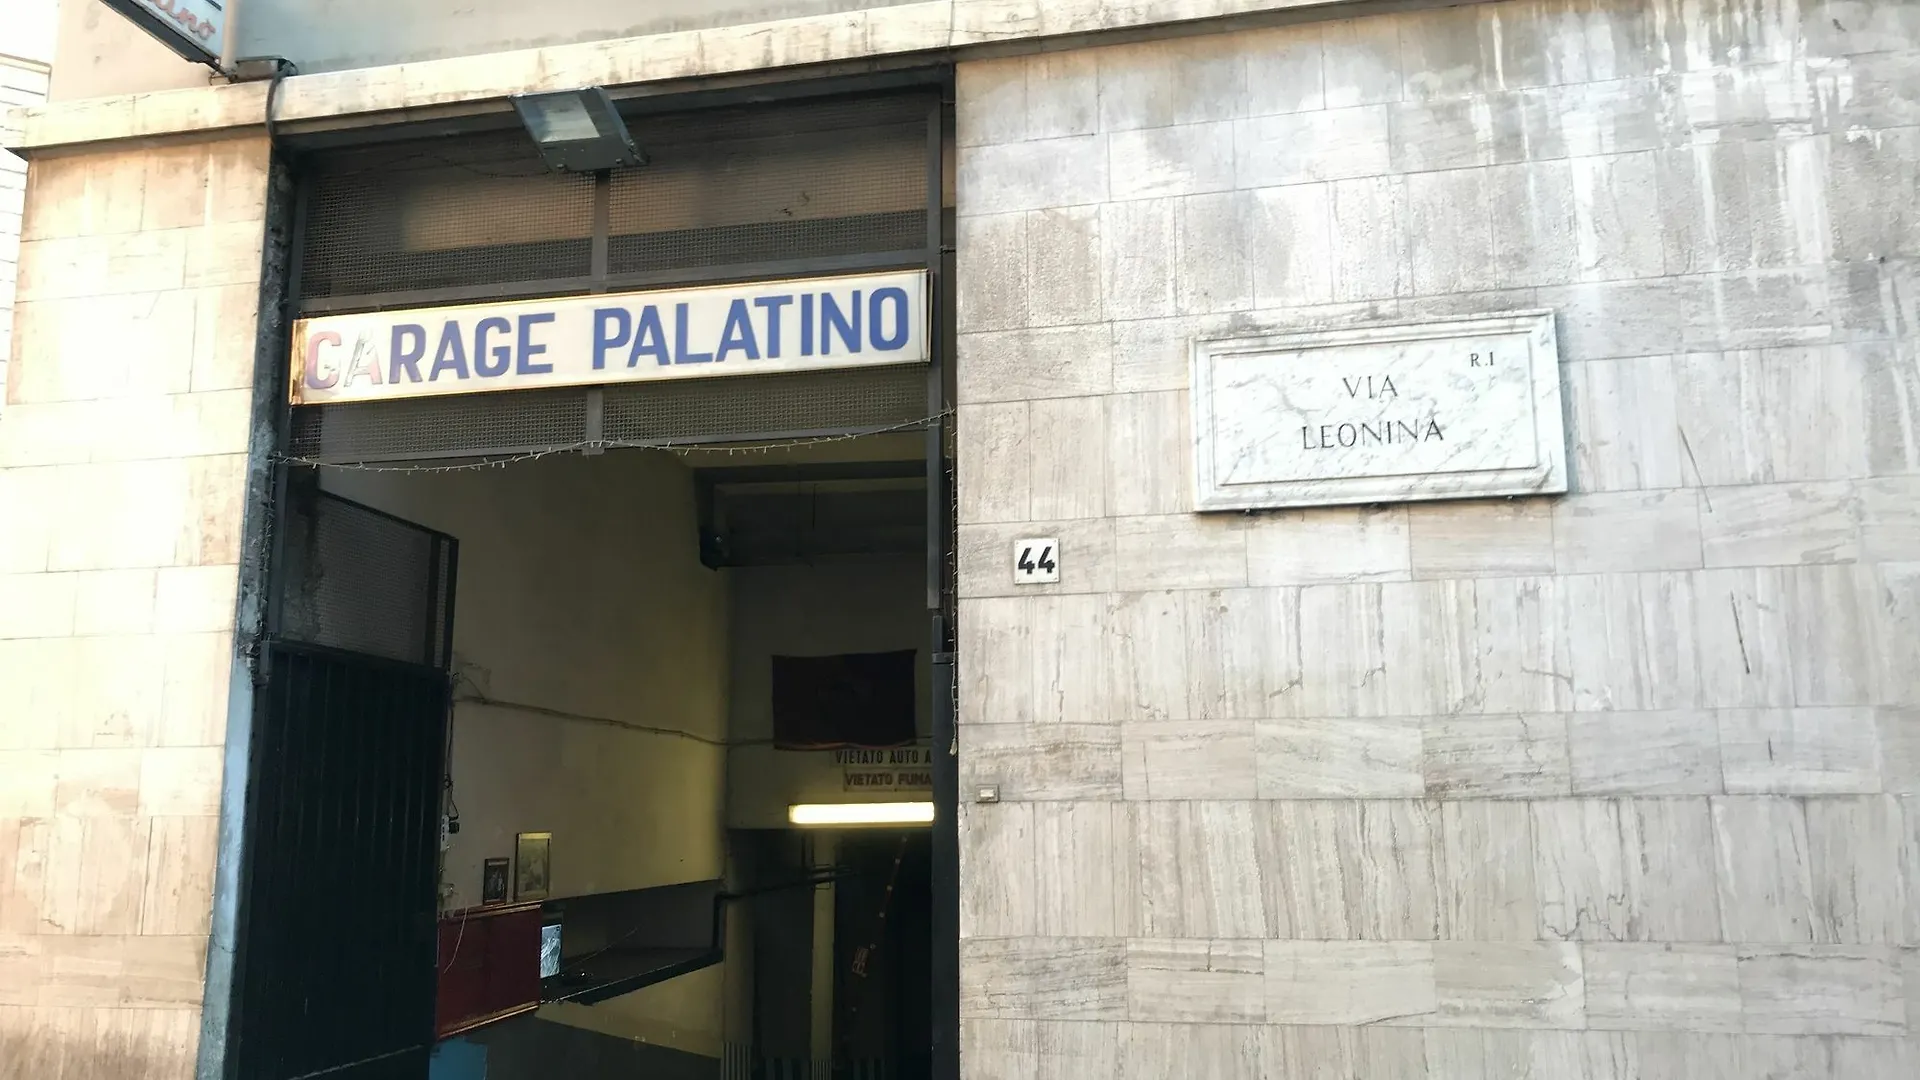 GARAGE PALATINO
R.I
VIA
LEONINA
44
VIETATO AUTO A
VIETATO FUMA